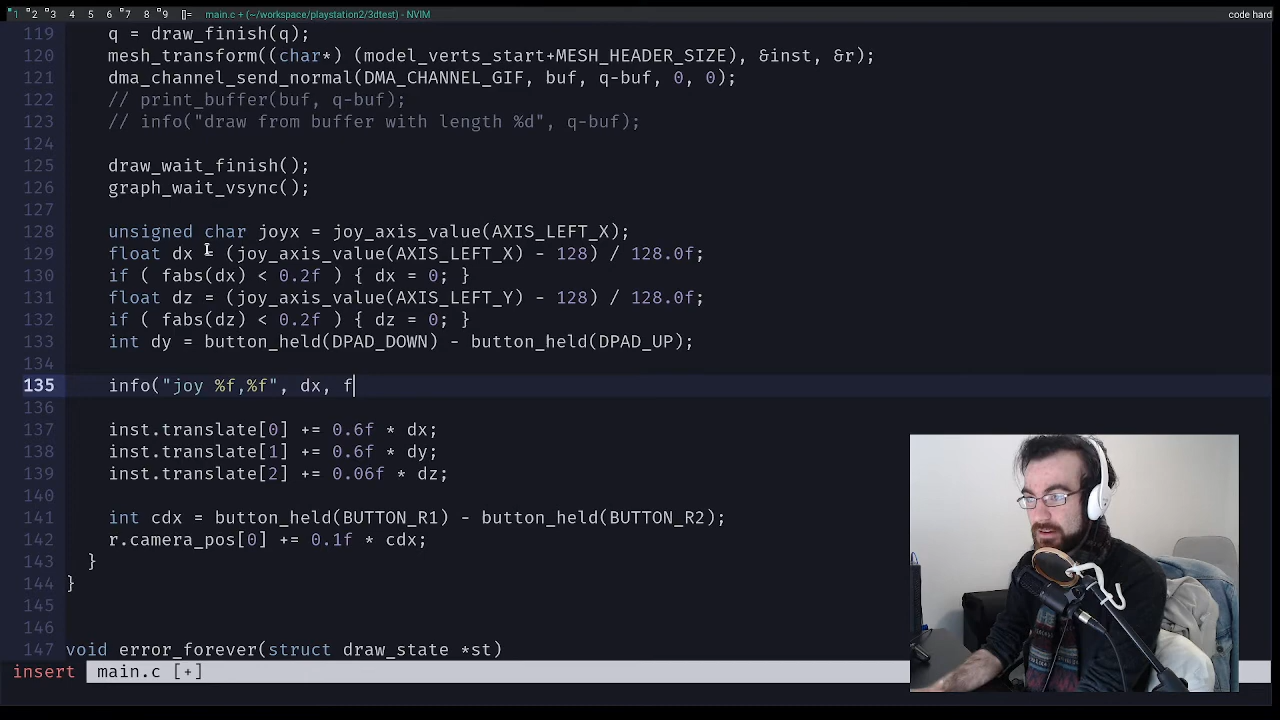 1 2 3 4 5 6 7 8 9 []= main.c + (~/workspace/playstation2/3dtest) - NVIM code hard
119 q = draw_finish(q);
120 mesh_transform((char*) (model_verts_start+MESH_HEADER_SIZE), &inst, &r);
121 dma_channel_send_normal(DMA_CHANNEL_GIF, buf, q-buf, 0, 0);
122 // print_buffer(buf, q-buf);
123 // info("draw from buffer with length %d", q-buf);
124
125 draw_wait_finish();
126 graph_wait_vsync();
127
128 unsigned char joyx = joy_axis_value(AXIS_LEFT_X);
129 float dx = (joy_axis_value(AXIS_LEFT_X) - 128) / 128.0f;
130 if ( fabs(dx) < 0.2f ) { dx = 0; }
131 float dz = (joy_axis_value(AXIS_LEFT_Y) - 128) / 128.0f;
132 if ( fabs(dz) < 0.2f ) { dz = 0; }
133 int dy = button_held(DPAD_DOWN) - button_held(DPAD_UP);
134
135 info("joy %f,%f", dx, f
136
137 inst.translate[0] += 0.6f * dx;
138 inst.translate[1] += 0.6f * dy;
139 inst.translate[2] += 0.06f * dz;
140
141 int cdx = button_held(BUTTON_R1) - button_held(BUTTON_R2);
142 r.camera_pos[0] += 0.1f * cdx;
143 }
144 }
145
146
147 void error_forever(struct draw_state *st)
insert main.c [+]